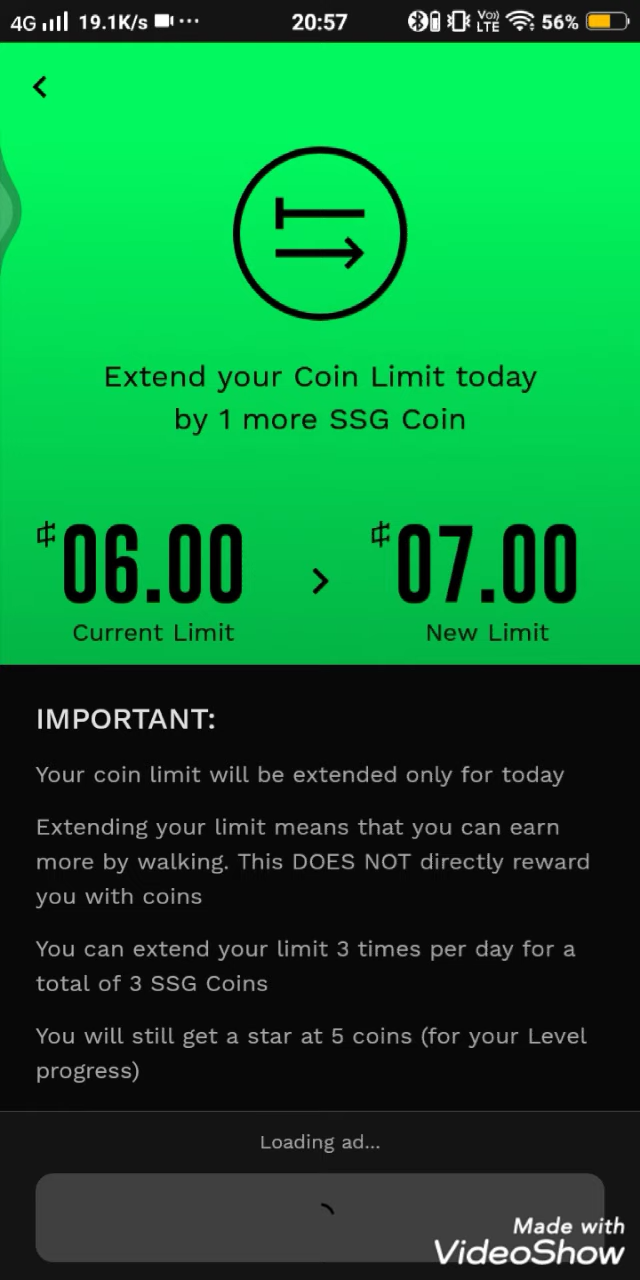 4G 19.1K/s 20:57 Vo)) LTE 56%
Extend your Coin Limit today
by 1 more SSG Coin
06.00 > 07.00
Current Limit New Limit
IMPORTANT:
Your coin limit will be extended only for today
Extending your limit means that you can earn
more by walking. This DOES NOT directly reward
you with coins
You can extend your limit 3 times per day for a
total of 3 SSG Coins
You will still get a star at 5 coins (for your Level
progress)
Loading ad...
Made with
VideoShow